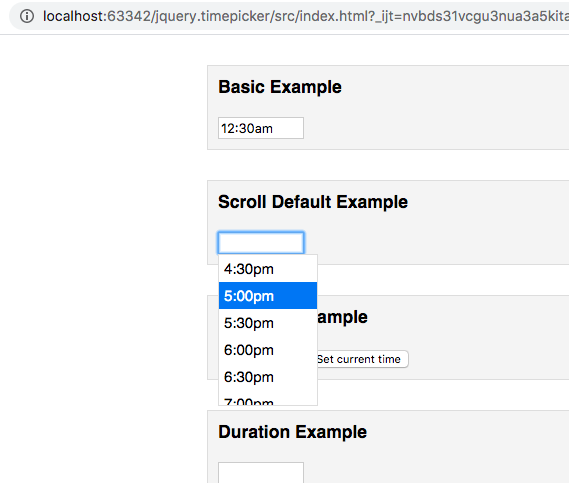 localhost:63342/jquery.timepicker/src/index.html?_ijt=nvbds31vcgu3nua3a5kita
Basic Example
12:30am
Scroll Default Example
4:30pm
5:00pm
5:30pm
6:00pm
6:30pm
7:00pm
ample
Set current time
Duration Example